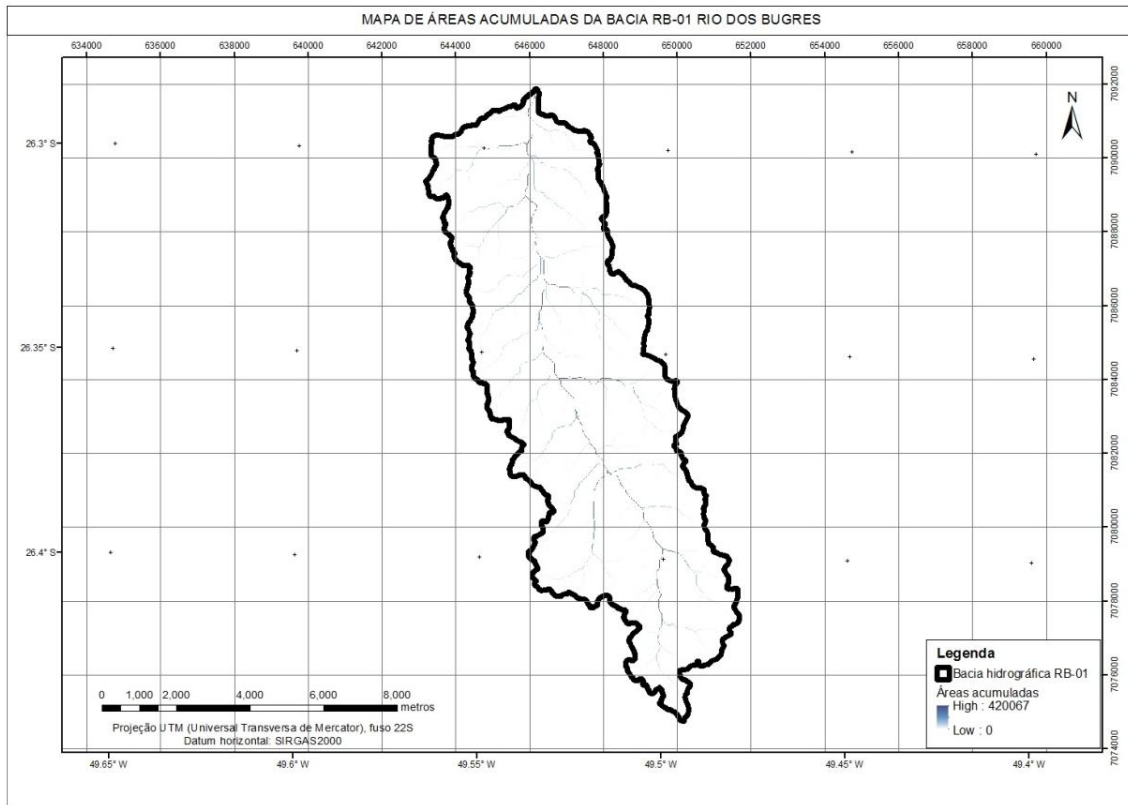 MAPA DE ÁREAS ACUMULADAS DA BACIA RB-01 RIO DOS BUGRES
634000 636000 638000 640000 642000 644000 646000 648000 650000 652000 654000 656000 658000 660000
N
26.3° S
26.35° S
26.4° S
7092000
7090000
7088000
7086000
7084000
7082000
7080000
7078000
7076000
7074000
0 1,000 2,000 4,000 6,000 8,000
metros
Projeção UTM (Universal Transversa de Mercator), fuso 22S
Datum horizontal: SIRGAS2000
Legenda
Bacia hidrográfica RB-01
Áreas acumuladas
High : 420067
Low : 0
49.65° W 49.6° W 49.55° W 49.5° W 49.45° W 49.4° W